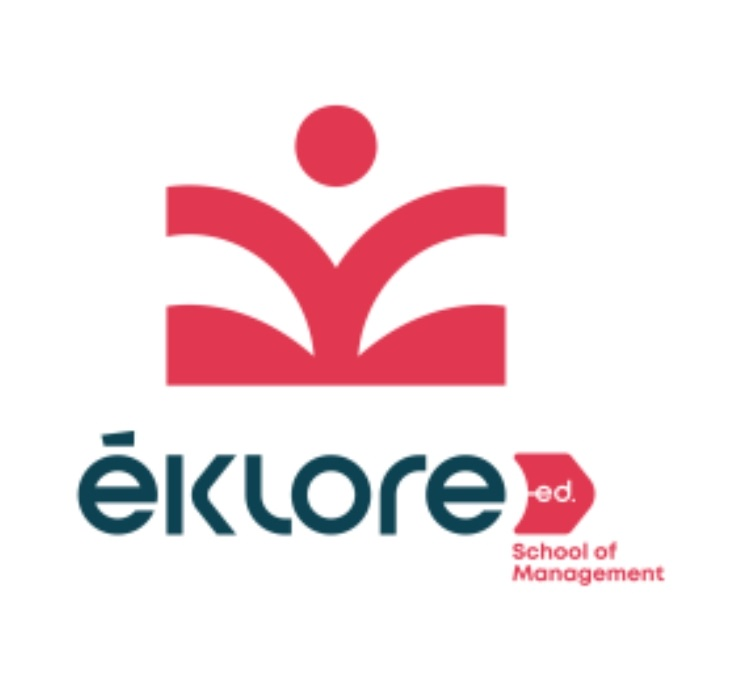 éklore -ed.
School of
Management